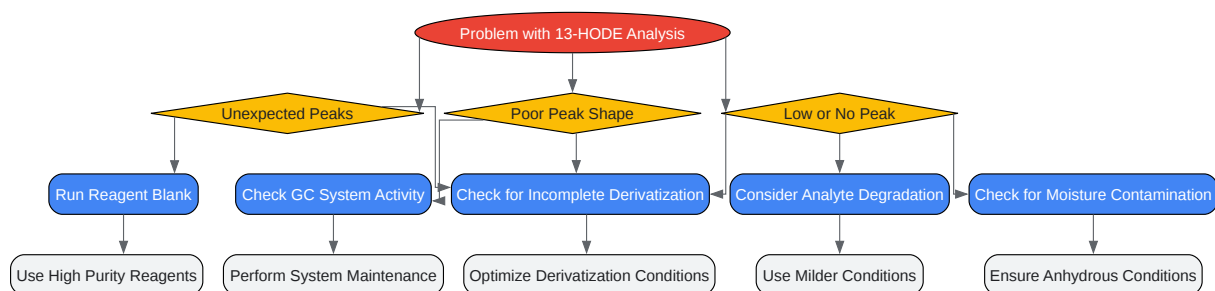 Problem with 13-HODE Analysis
Unexpected Peaks
Poor Peak Shape
Low or No Peak
Run Reagent Blank
Check GC System Activity
Check for Incomplete Derivatization
Consider Analyte Degradation
Check for Moisture Contamination
Use High Purity Reagents
Perform System Maintenance
Optimize Derivatization Conditions
Use Milder Conditions
Ensure Anhydrous Conditions